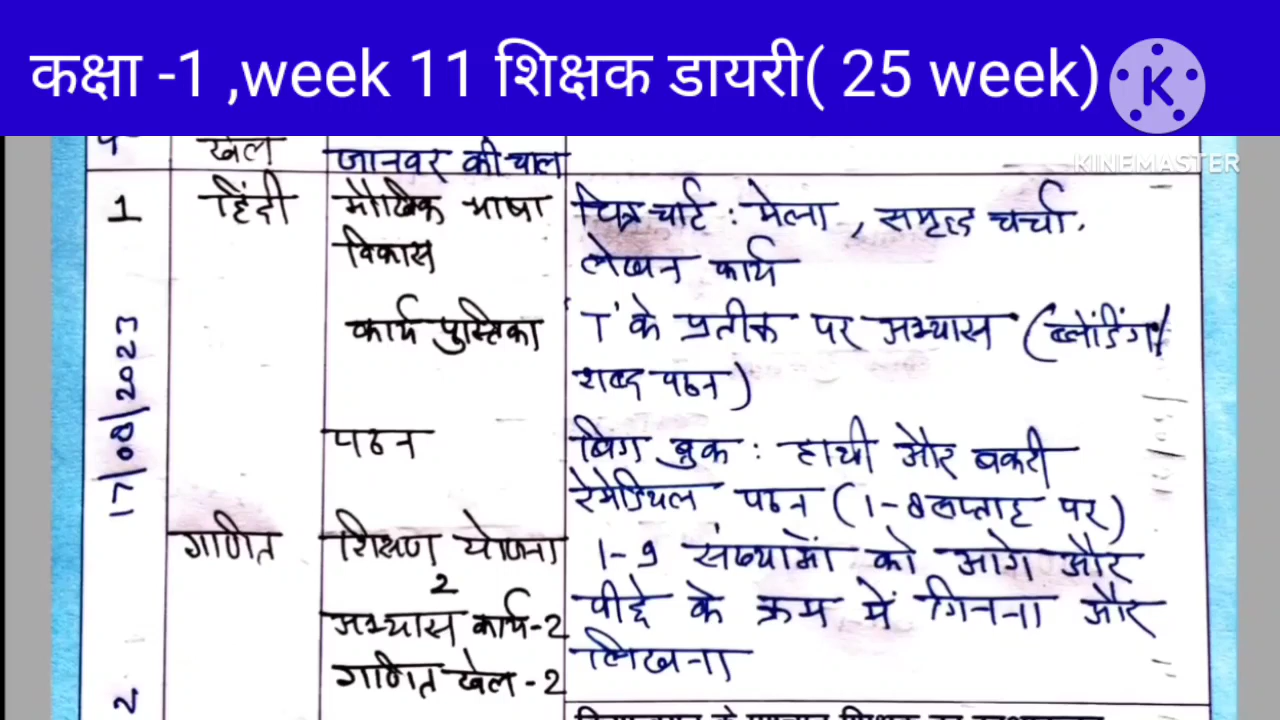 कक्षा -1 ,week 11 शिक्षक डायरी( 25 week)
K
KINEMASTER
खेल जानवर की चाल
1 हिंदी मौखिक भाषा चित्र चार्ट : मेला , समृद्ध चर्चा.
विकास लेखन कार्य
कार्य पुस्तिका 'T' के प्रतीक पर अभ्यास (ब्लेंडिंग/
शब्द पठन)
17/08/2023
पठन बिग बुक : हाथी और बकरी
रेमेडियल पठन (1-8 सप्ताह पर)
गणित शिक्षण योजना 1-9 संख्याओं को आगे और
2
अभ्यास कार्य-2 पीछे के क्रम में गिनना और
गणित खेल-2 लिखना
2